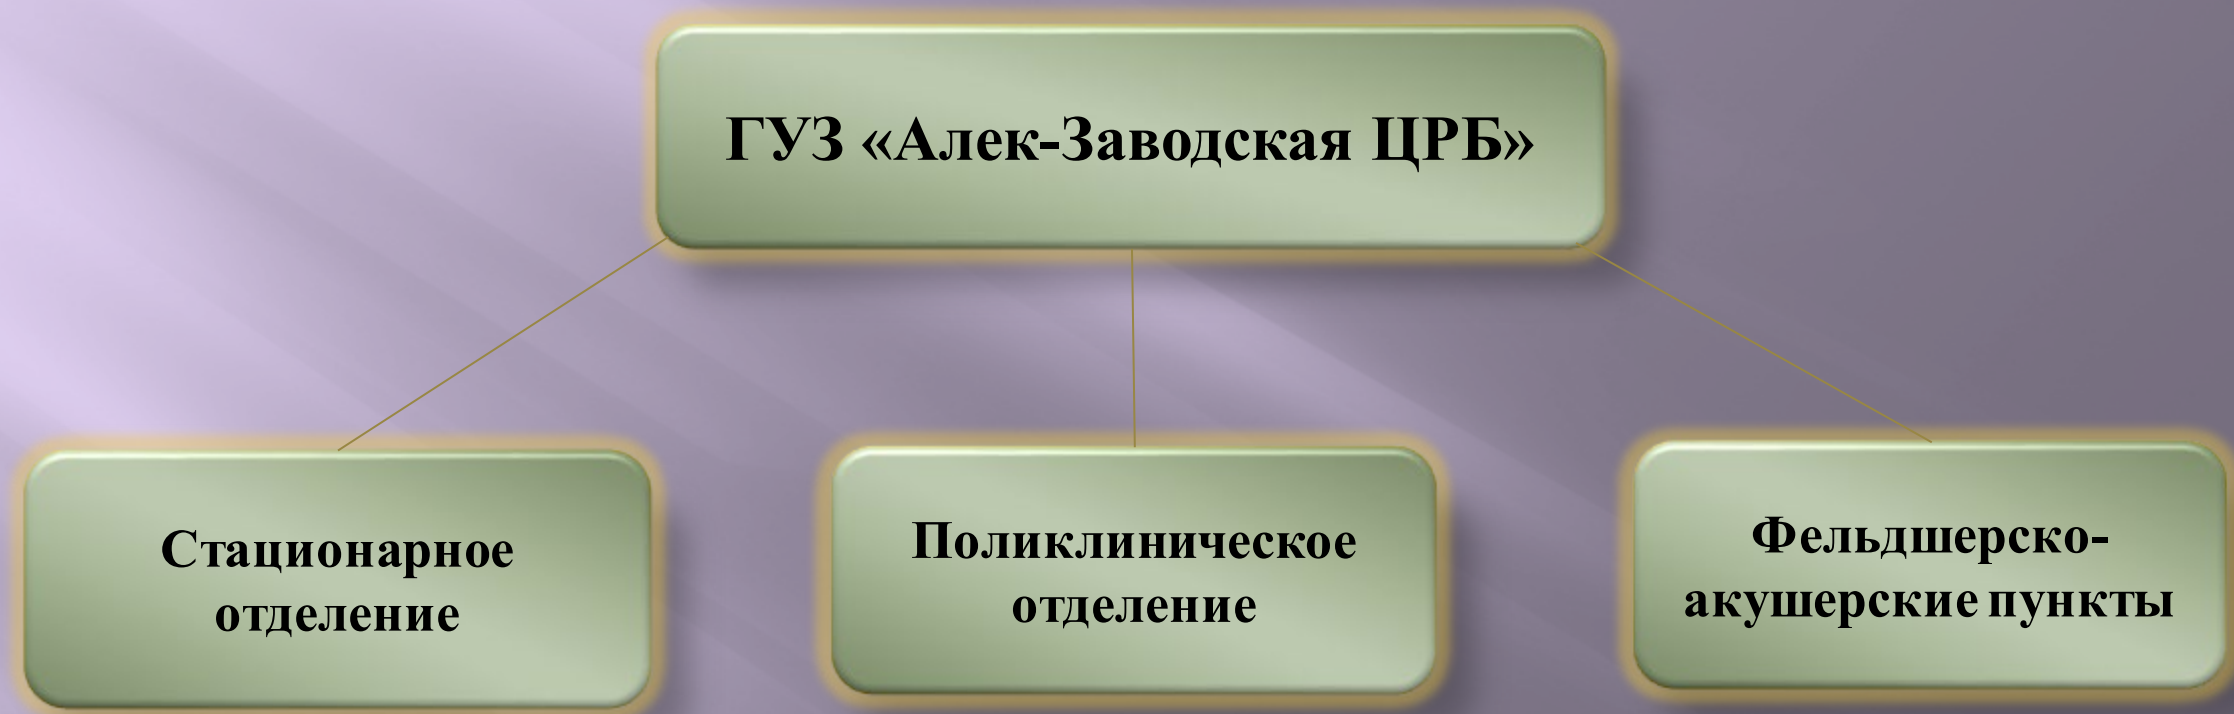 ГУЗ «Алек-Заводская ЦРБ»
Стационарное
отделение
Поликлиническое
отделение
Фельдшерско-
акушерские пункты